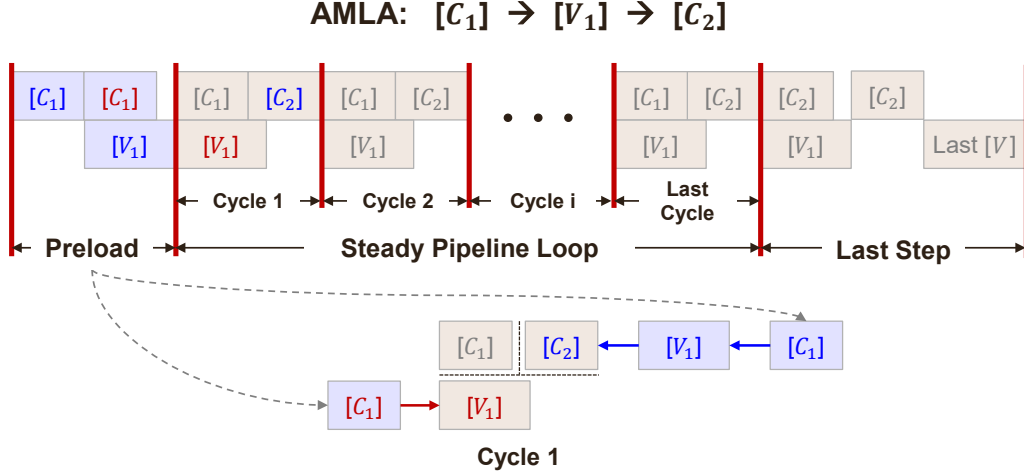 AMLA: [C₁] → [V₁] → [C₂]
[C₁] [C₁] [C₁] [C₂] [C₁] [C₂] • • • [C₁] [C₂] [C₂] [C₂]
[V₁] [V₁] [V₁] [V₁] [V₁] Last [V]
Cycle 1 Cycle 2 Cycle i Last Cycle
Preload Steady Pipeline Loop Last Step
[C₁] [C₂] [V₁] [C₁]
[C₁] [V₁]
Cycle 1